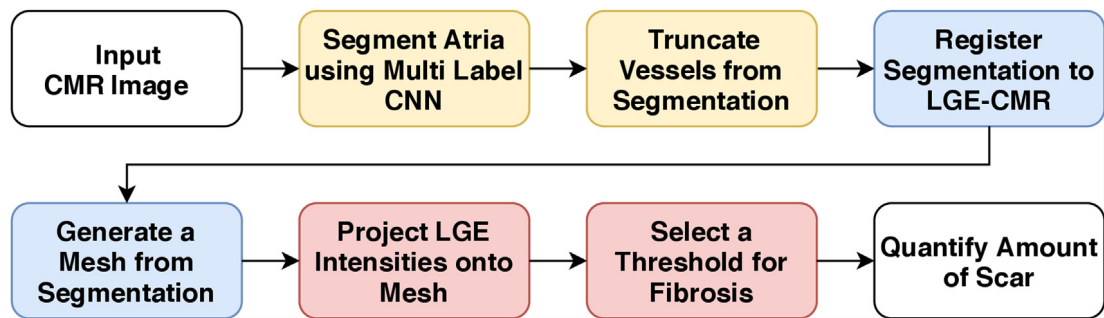 Input
CMR Image
Segment Atria
using Multi Label
CNN
Truncate
Vessels from
Segmentation
Register
Segmentation to
LGE-CMR
Generate a
Mesh from
Segmentation
Project LGE
Intensities onto
Mesh
Select a
Threshold for
Fibrosis
Quantify Amount
of Scar